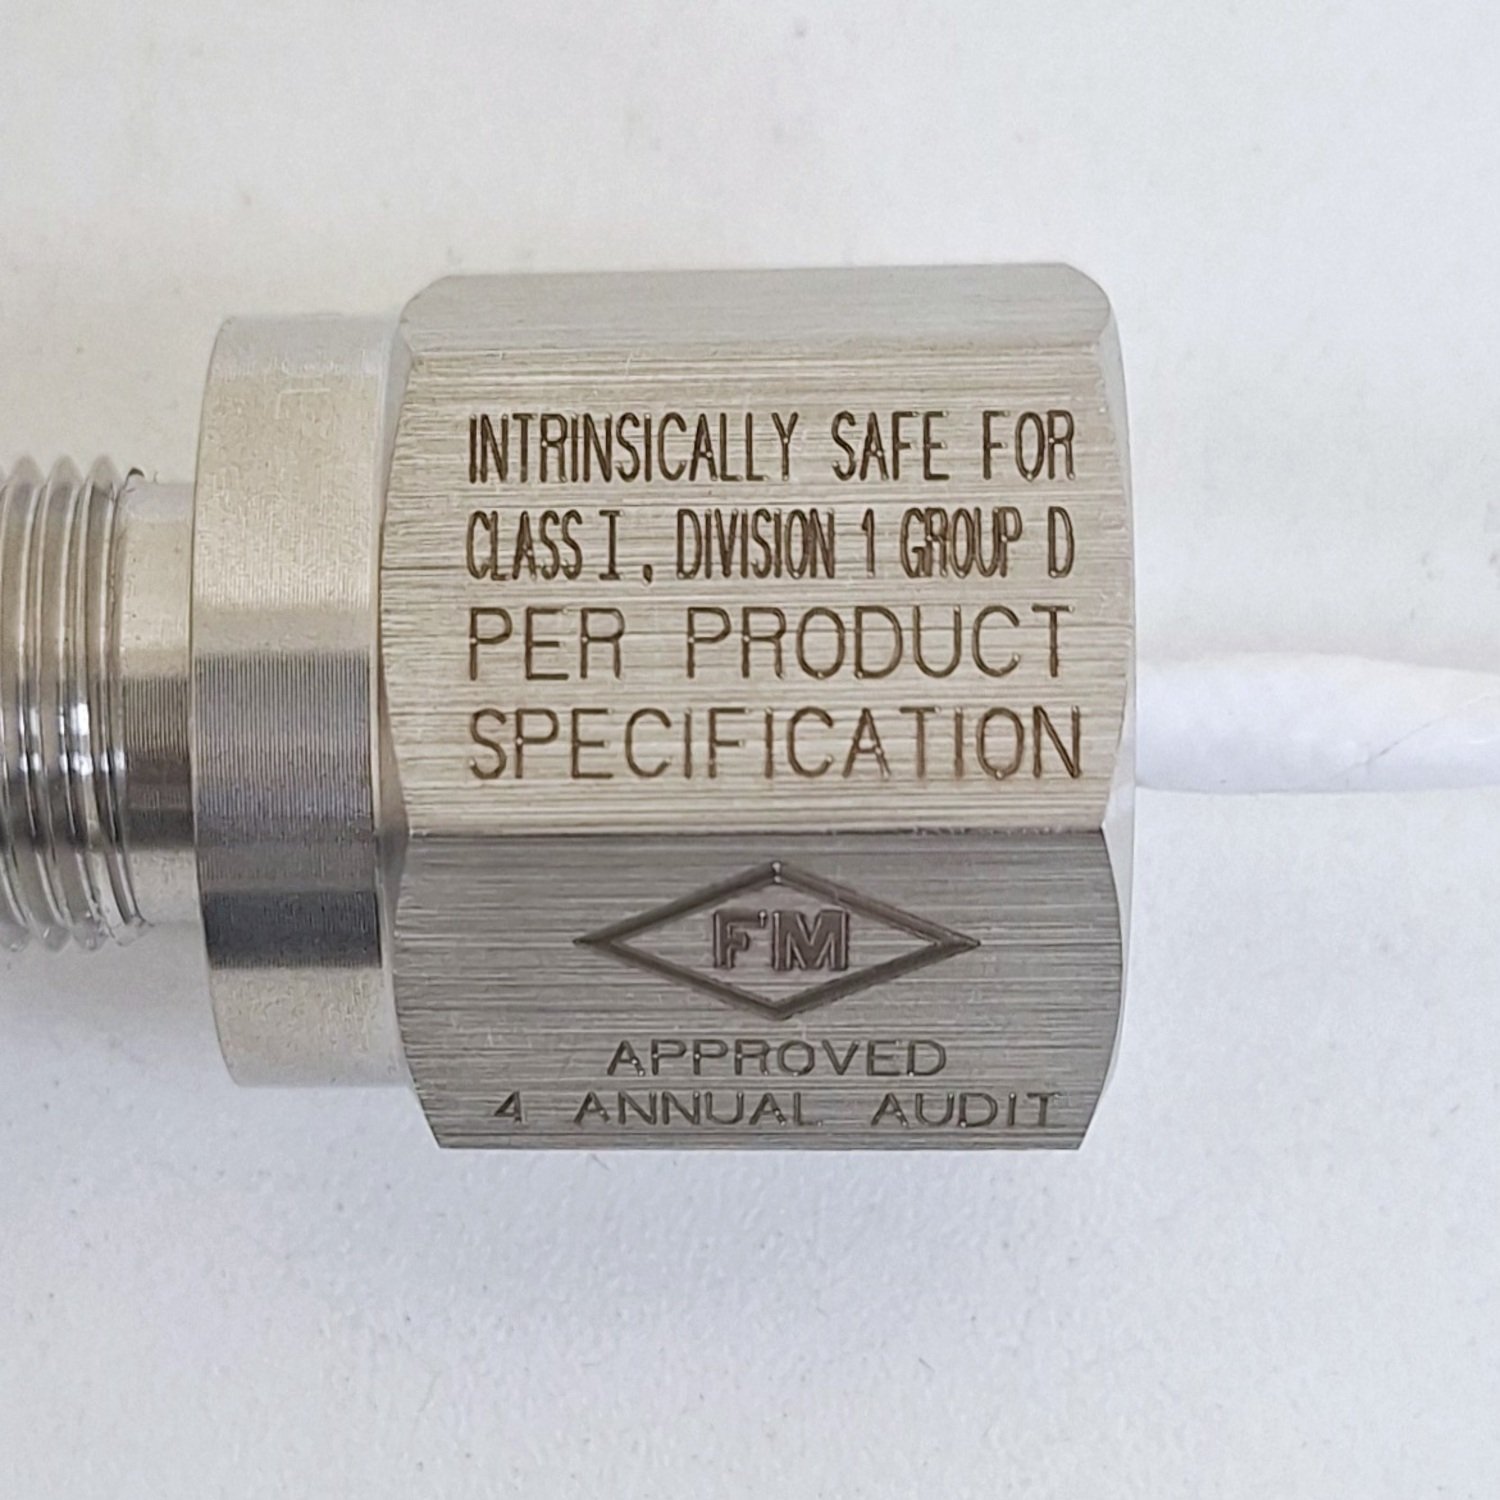 INTRINSICALLY SAFE FOR
CLASS I, DIVISION 1 GROUP D
PER PRODUCT
SPECIFICATION
FM
APPROVED
4 ANNUAL AUDIT